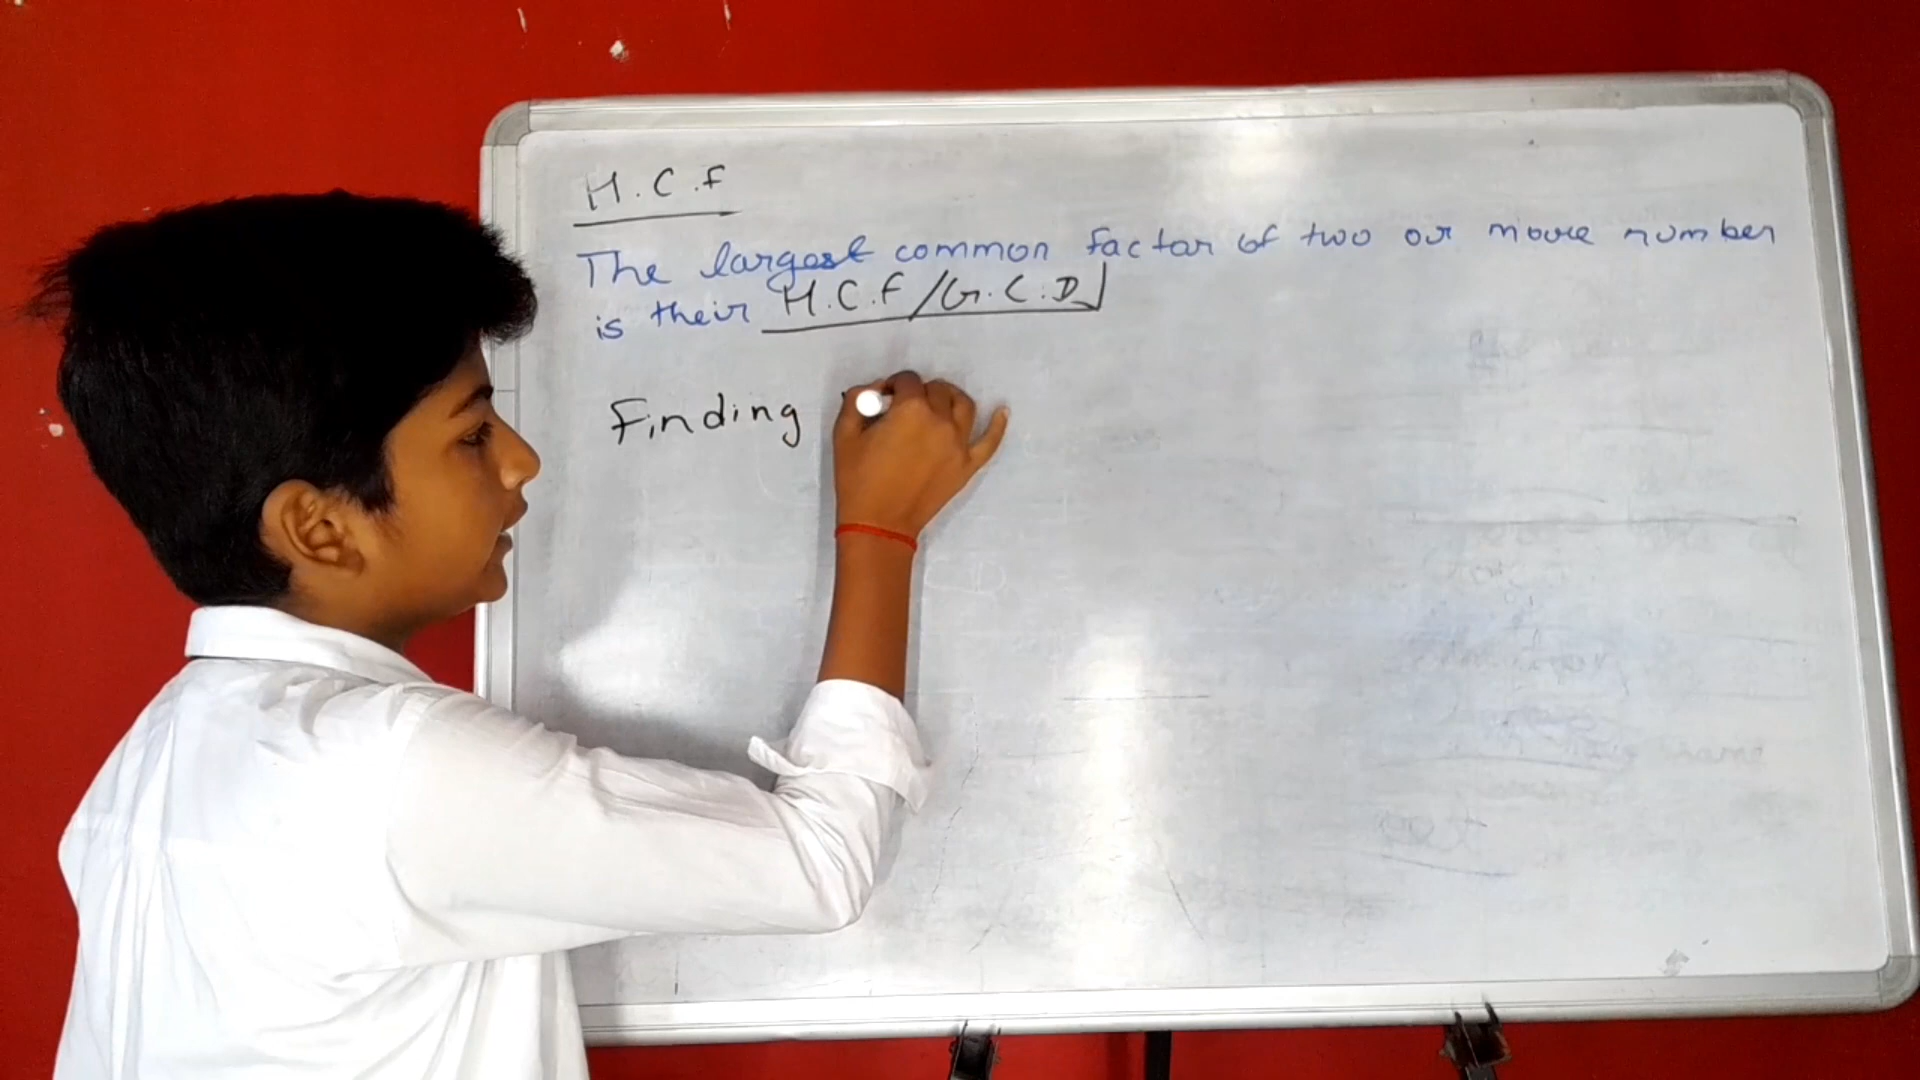 H.C.F
The largest common factor of two or more number
is their H.C.F/G.C.D
Finding